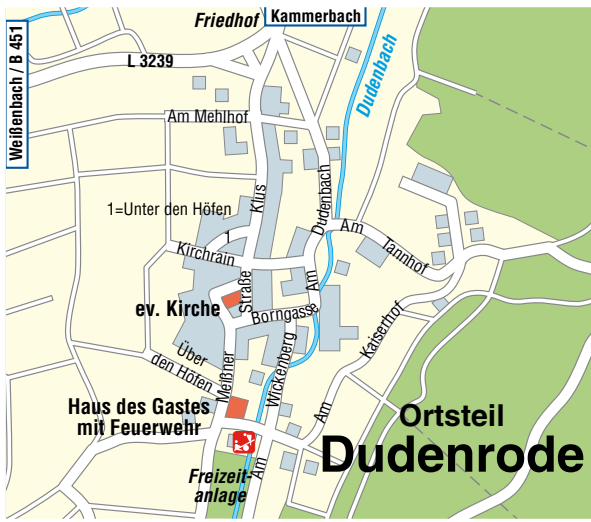 Friedhof
Kammerbach
Weißenbach / B 451
L 3239
Dudenbach
Am Mehlhof
Klus
1=Unter den Höfen
1
Am Dudenbach
Am Tannhof
Kirchrain
ev. Kirche
Meißner Straße
Borngasse
Am Kaiserhof
Über
den Höfen
Am Wickenberg
Haus des Gastes
mit Feuerwehr
Ortsteil
Dudenrode
Freizeit-
anlage